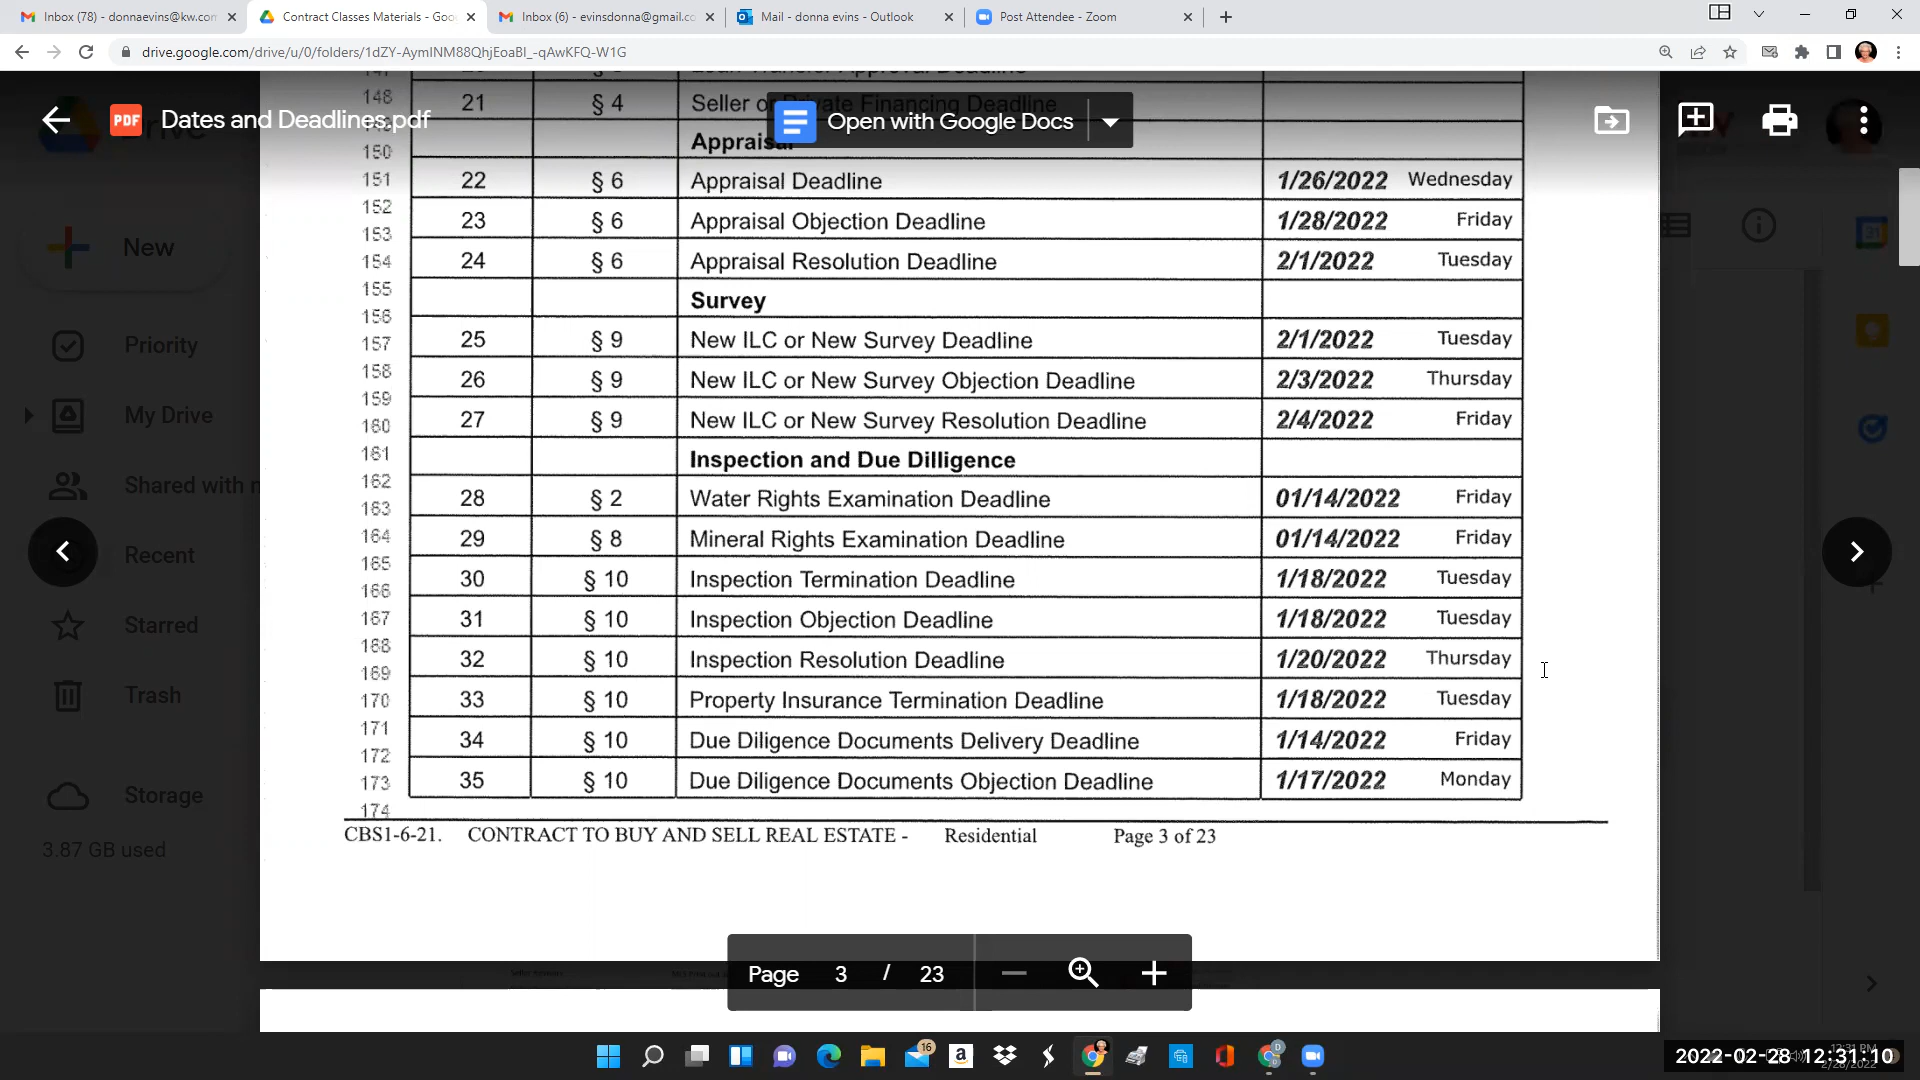 Inbox (78) - donnaevins@kw.com
Contract Classes Materials - Goo
Inbox (6) - evinsdonna@gmail.co
Mail - donna evins - Outlook
Post Attendee - Zoom
drive.google.com/drive/u/0/folders/
Dates and Deadlines.pdf
Open with Google Docs
New
Priority
My Drive
Shared with
Recent
Starred
Trash
Storage
3.87 GB used
148 21 § 4 Seller or Private Financing Deadline
150 Appraisal
151 22 § 6 Appraisal Deadline 1/26/2022 Wednesday
152
153 23 § 6 Appraisal Objection Deadline 1/28/2022 Friday
154 24 § 6 Appraisal Resolution Deadline 2/1/2022 Tuesday
155 Survey
156
157 25 § 9 New ILC or New Survey Deadline 2/1/2022 Tuesday
158 26 § 9 New ILC or New Survey Objection Deadline 2/3/2022 Thursday
159
160 27 § 9 New ILC or New Survey Resolution Deadline 2/4/2022 Friday
161 Inspection and Due Dilligence
162
163 28 § 2 Water Rights Examination Deadline 01/14/2022 Friday
164 29 § 8 Mineral Rights Examination Deadline 01/14/2022 Friday
165
166 30 § 10 Inspection Termination Deadline 1/18/2022 Tuesday
167 31 § 10 Inspection Objection Deadline 1/18/2022 Tuesday
168
169 32 § 10 Inspection Resolution Deadline 1/20/2022 Thursday
170 33 § 10 Property Insurance Termination Deadline 1/18/2022 Tuesday
171
172 34 § 10 Due Diligence Documents Delivery Deadline 1/14/2022 Friday
173 35 § 10 Due Diligence Documents Objection Deadline 1/17/2022 Monday
174
CBS1-6-21. CONTRACT TO BUY AND SELL REAL ESTATE - Residential Page 3 of 23
Page 3 / 23
16
2022-02-28 12:31:10